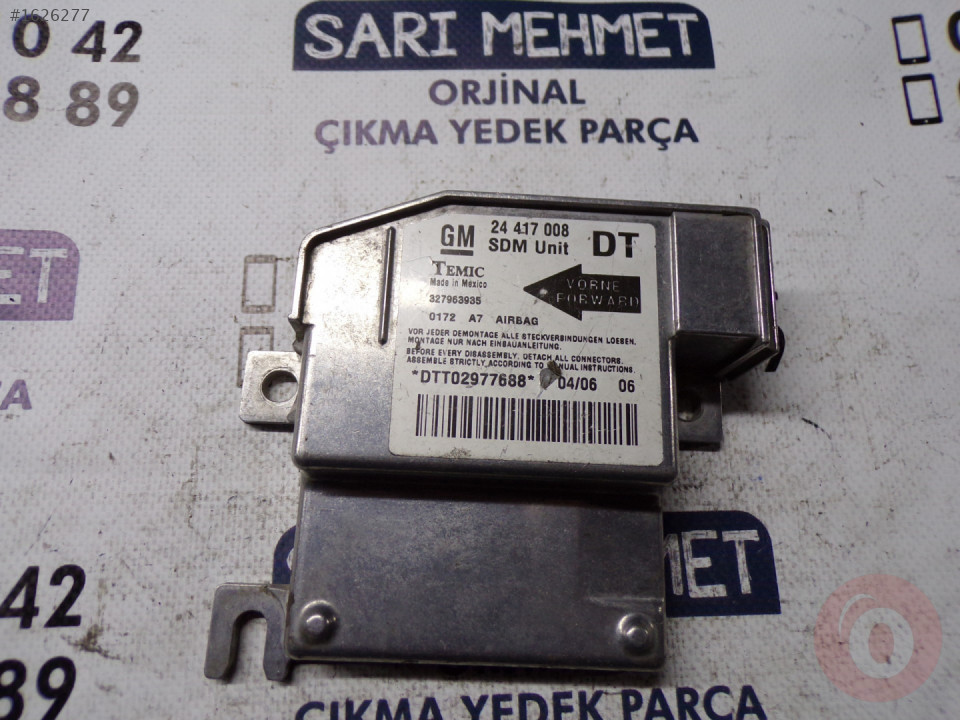 #1626277
0 42
8 89
SARI MEHMET
ORJİNAL
ÇIKMA YEDEK PARÇA
GM
24 417 008
SDM Unit
DT
TEMIC
Made in México
327963935
VORNE
FORWARD
0172 A7 AIRBAG
VOR JEDER DEMONTAGE ALLE STECKVERBINDUNGEN LOESEN.
MONTAGE NUR NACH EINBAUANLEITUNG.
BEFORE EVERY DISASSEMBLY, DETACH ALL CONNECTORS.
ASSEMBLE STRICTLY ACCORDING TO MANUAL INSTRUCTIONS.
*DTT02977688* 04/06 06
MET
PARÇA
MET
42
89
ÇIKMA YEDEK PARÇA